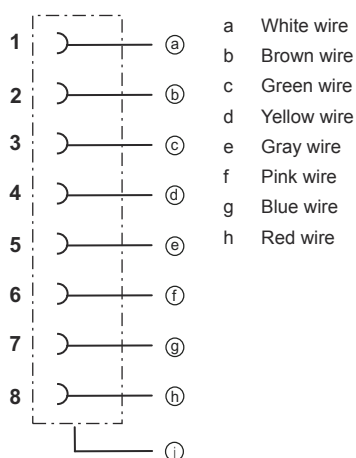 1 a
2 b
3 c
4 d
5 e
6 f
7 g
8 h
i
a White wire
b Brown wire
c Green wire
d Yellow wire
e Gray wire
f Pink wire
g Blue wire
h Red wire